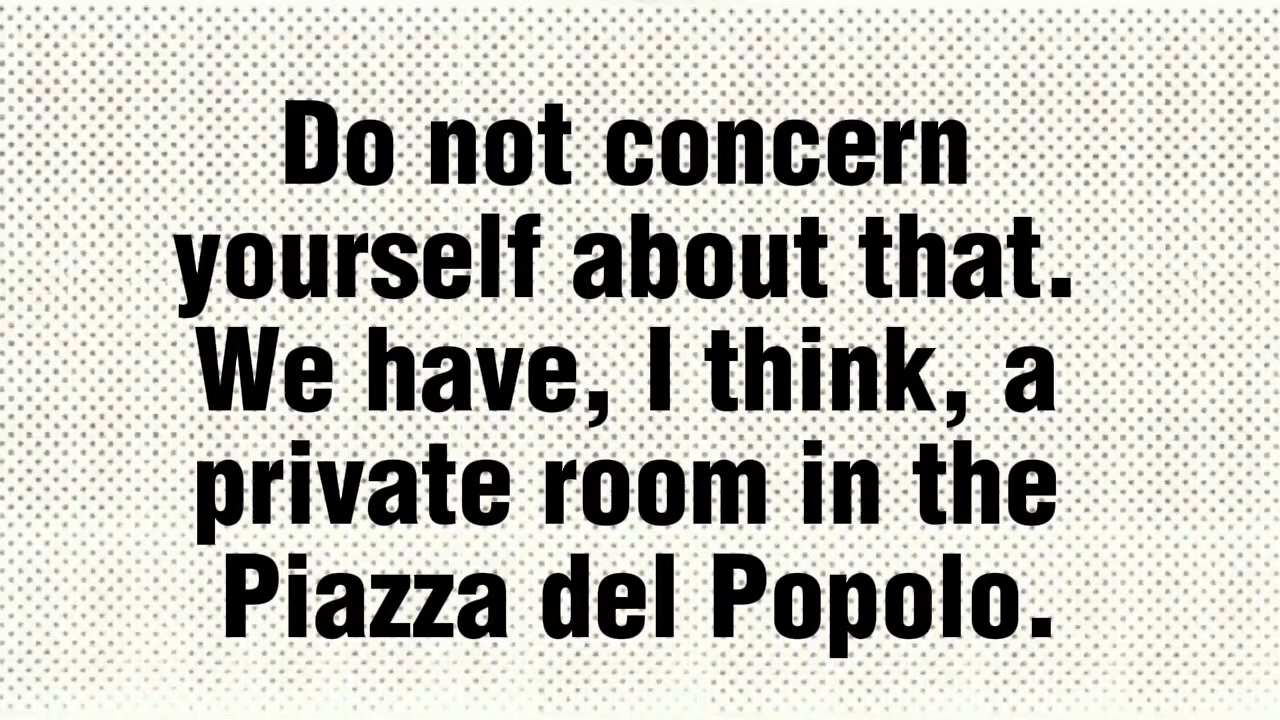 Do not concern
yourself about that.
We have, I think, a
private room in the
Piazza del Popolo.